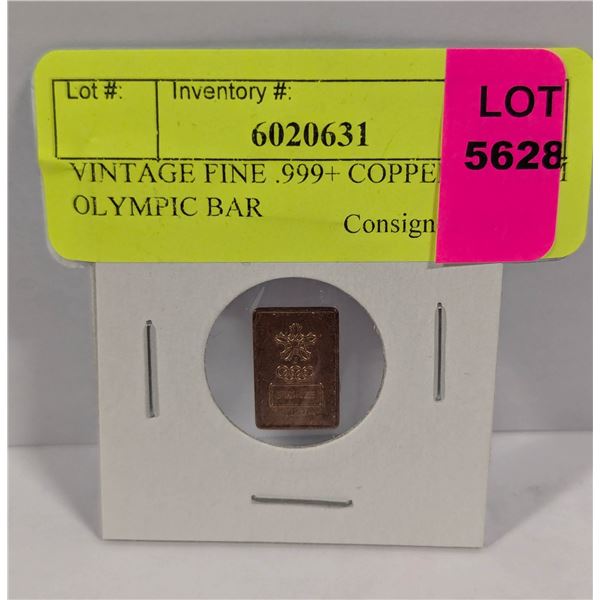 Lot #:
Inventory #:
6020631
LOT
5628
VINTAGE FINE .999+ COPPE
OLYMPIC BAR
Consign